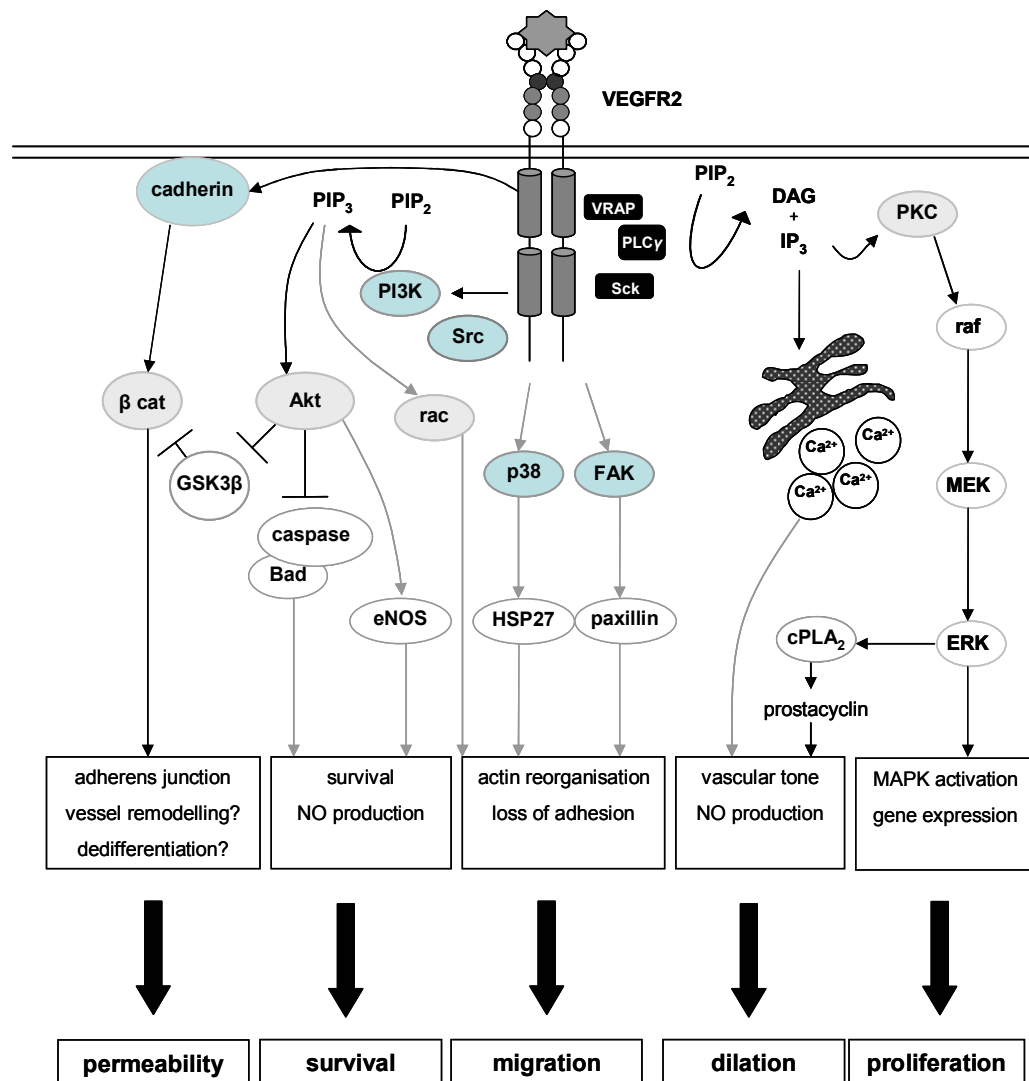 VEGFR2
cadherin
PIP3
PIP2
VRAP
PLCγ
Sck
PIP2
DAG
+
IP3
PKC
PI3K
Src
raf
β cat
Akt
rac
p38
FAK
GSK3β
Ca2+
Ca2+
Ca2+
Ca2+
MEK
caspase
Bad
eNOS
HSP27
paxillin
cPLA2
ERK
prostacyclin
adherens junction
vessel remodelling?
dedifferentiation?
survival
NO production
actin reorganisation
loss of adhesion
vascular tone
NO production
MAPK activation
gene expression
permeability
survival
migration
dilation
proliferation